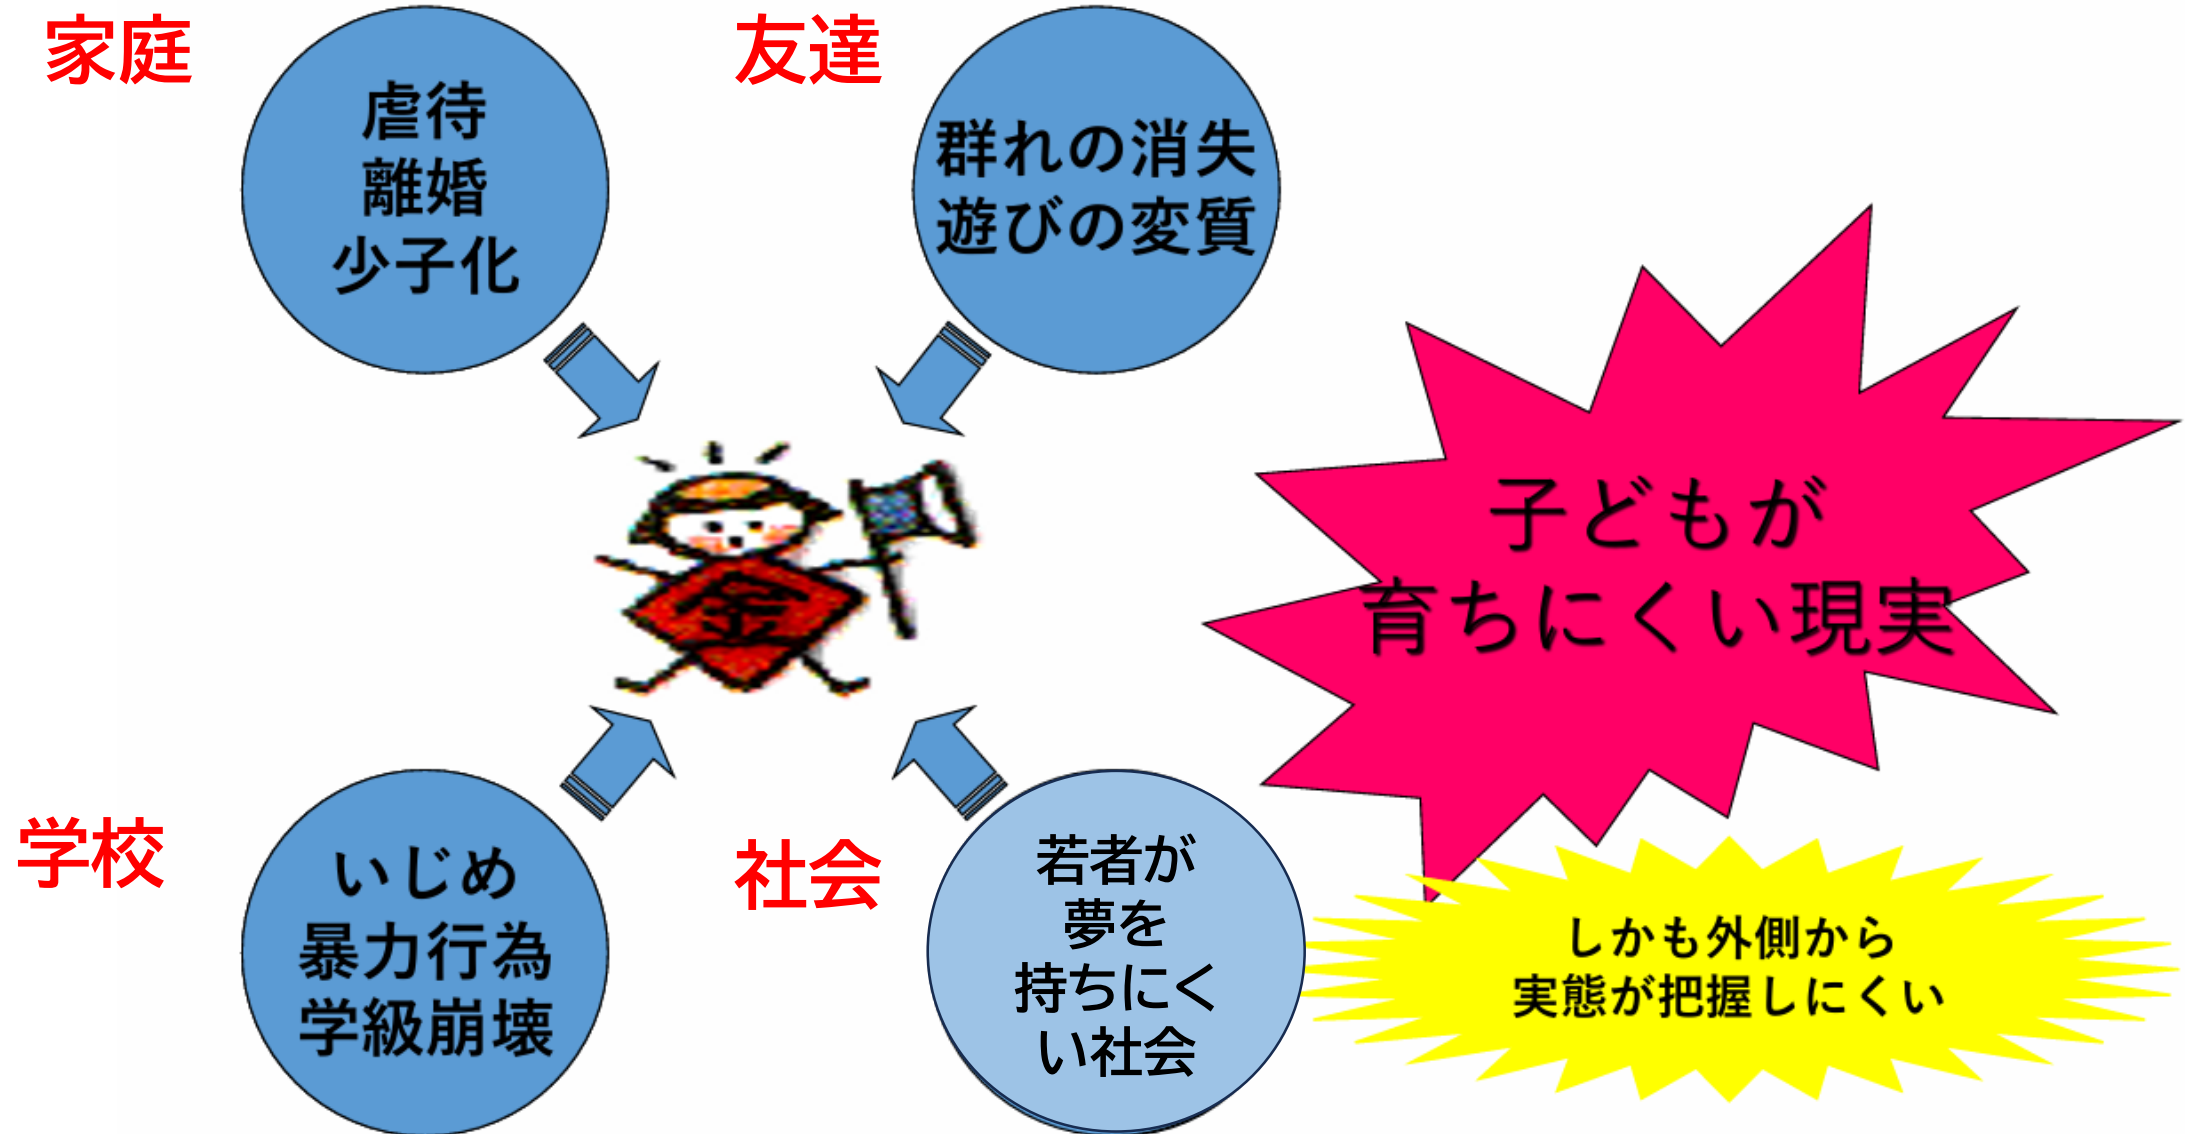 家庭
虐待
離婚
少子化
友達
群れの消失
遊びの変質
金
学校
いじめ
暴力行為
学級崩壊
社会
若者が
夢を
持ちにく
い社会
子どもが
育ちにくい現実
しかも外側から
実態が把握しにくい